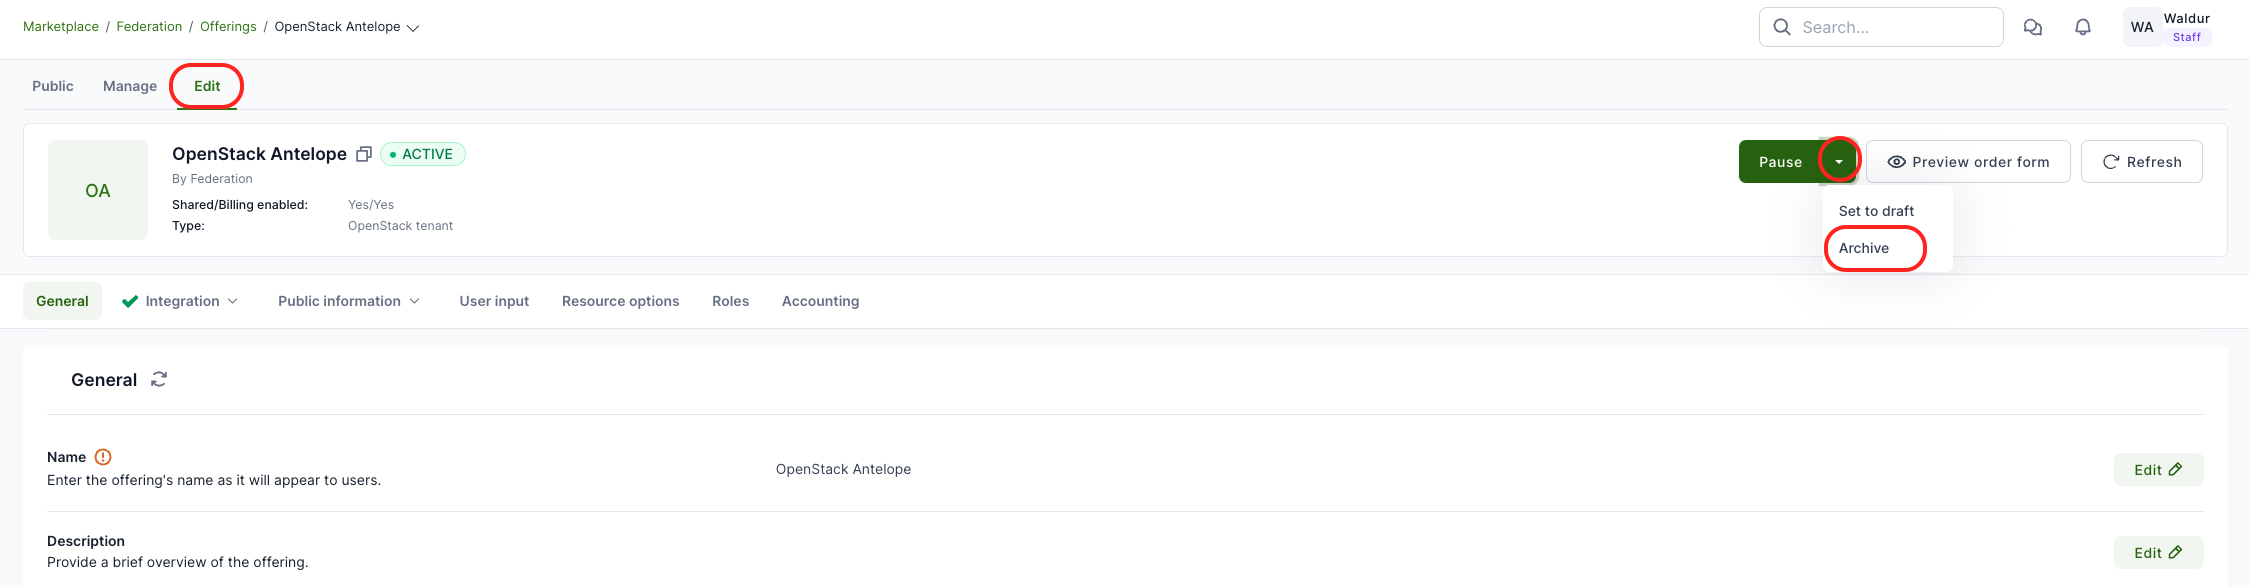 Marketplace / Federation / Offerings / OpenStack Antelope
Search...
WA
Waldur
Staff
Public
Manage
Edit
OA
OpenStack Antelope
ACTIVE
By Federation
Shared/Billing enabled: Yes/Yes
Type: OpenStack tenant
Pause
Preview order form
Refresh
Set to draft
Archive
General
Integration
Public information
User input
Resource options
Roles
Accounting
General
Name
Enter the offering's name as it will appear to users.
OpenStack Antelope
Edit
Description
Provide a brief overview of the offering.
Edit